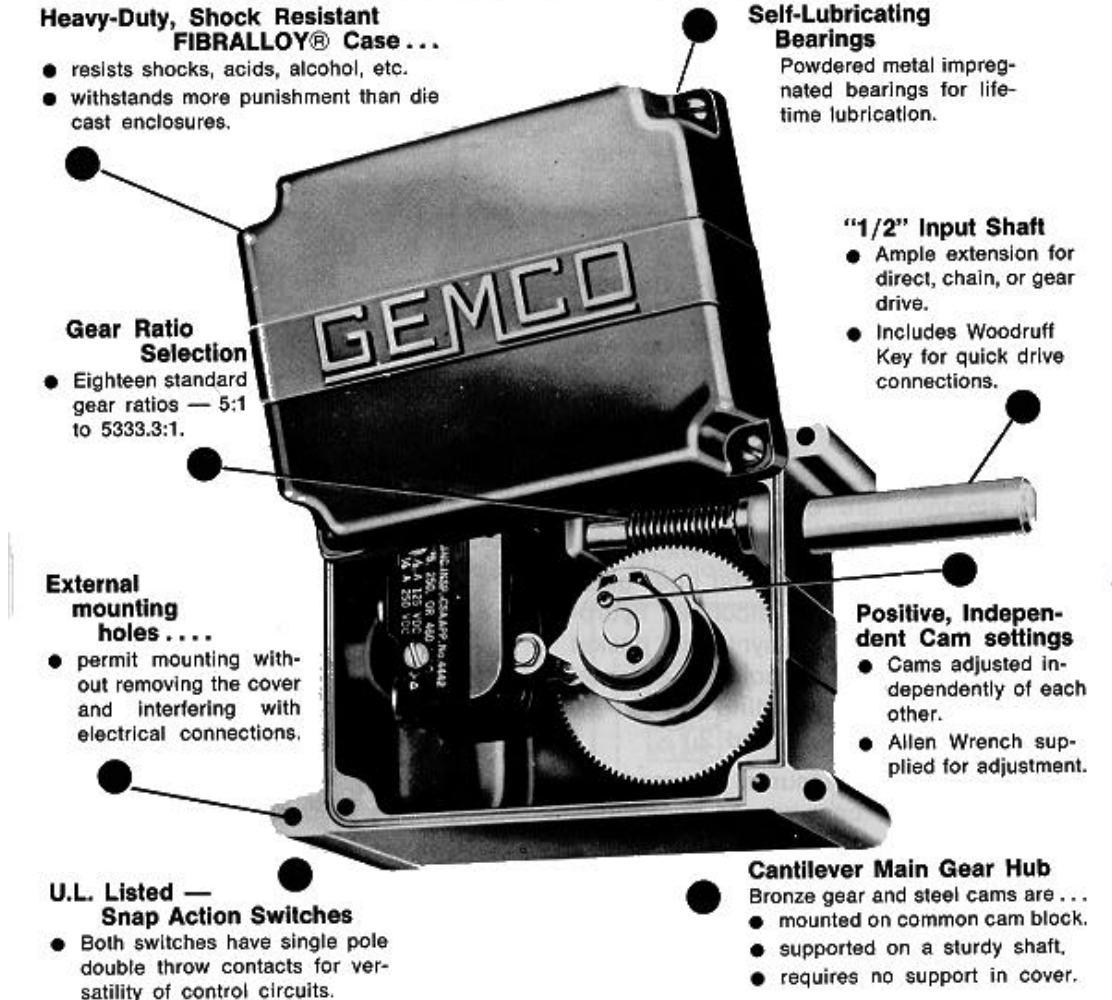 Heavy-Duty, Shock Resistant
FIBRALLOY® Case...
● resists shocks, acids, alcohol, etc.
● withstands more punishment than die
cast enclosures.
Self-Lubricating
Bearings
Powdered metal impreg-
nated bearings for life-
time lubrication.
"1/2" Input Shaft
● Ample extension for
direct, chain, or gear
drive.
● Includes Woodruff
Key for quick drive
connections.
GEMCO
Gear Ratio
Selection
● Eighteen standard
gear ratios — 5:1
to 5333.3:1.
External
mounting
holes ....
● permit mounting with-
out removing the cover
and interfering with
electrical connections.
250, OR 460
A 125 VDC
A 250 VDC
Positive, Indepen-
dent Cam settings
● Cams adjusted in-
dependently of each
other.
● Allen Wrench sup-
plied for adjustment.
U.L. Listed —
Snap Action Switches
● Both switches have single pole
double throw contacts for ver-
satility of control circuits.
Cantilever Main Gear Hub
Bronze gear and steel cams are ...
● mounted on common cam block.
● supported on a sturdy shaft.
● requires no support in cover.